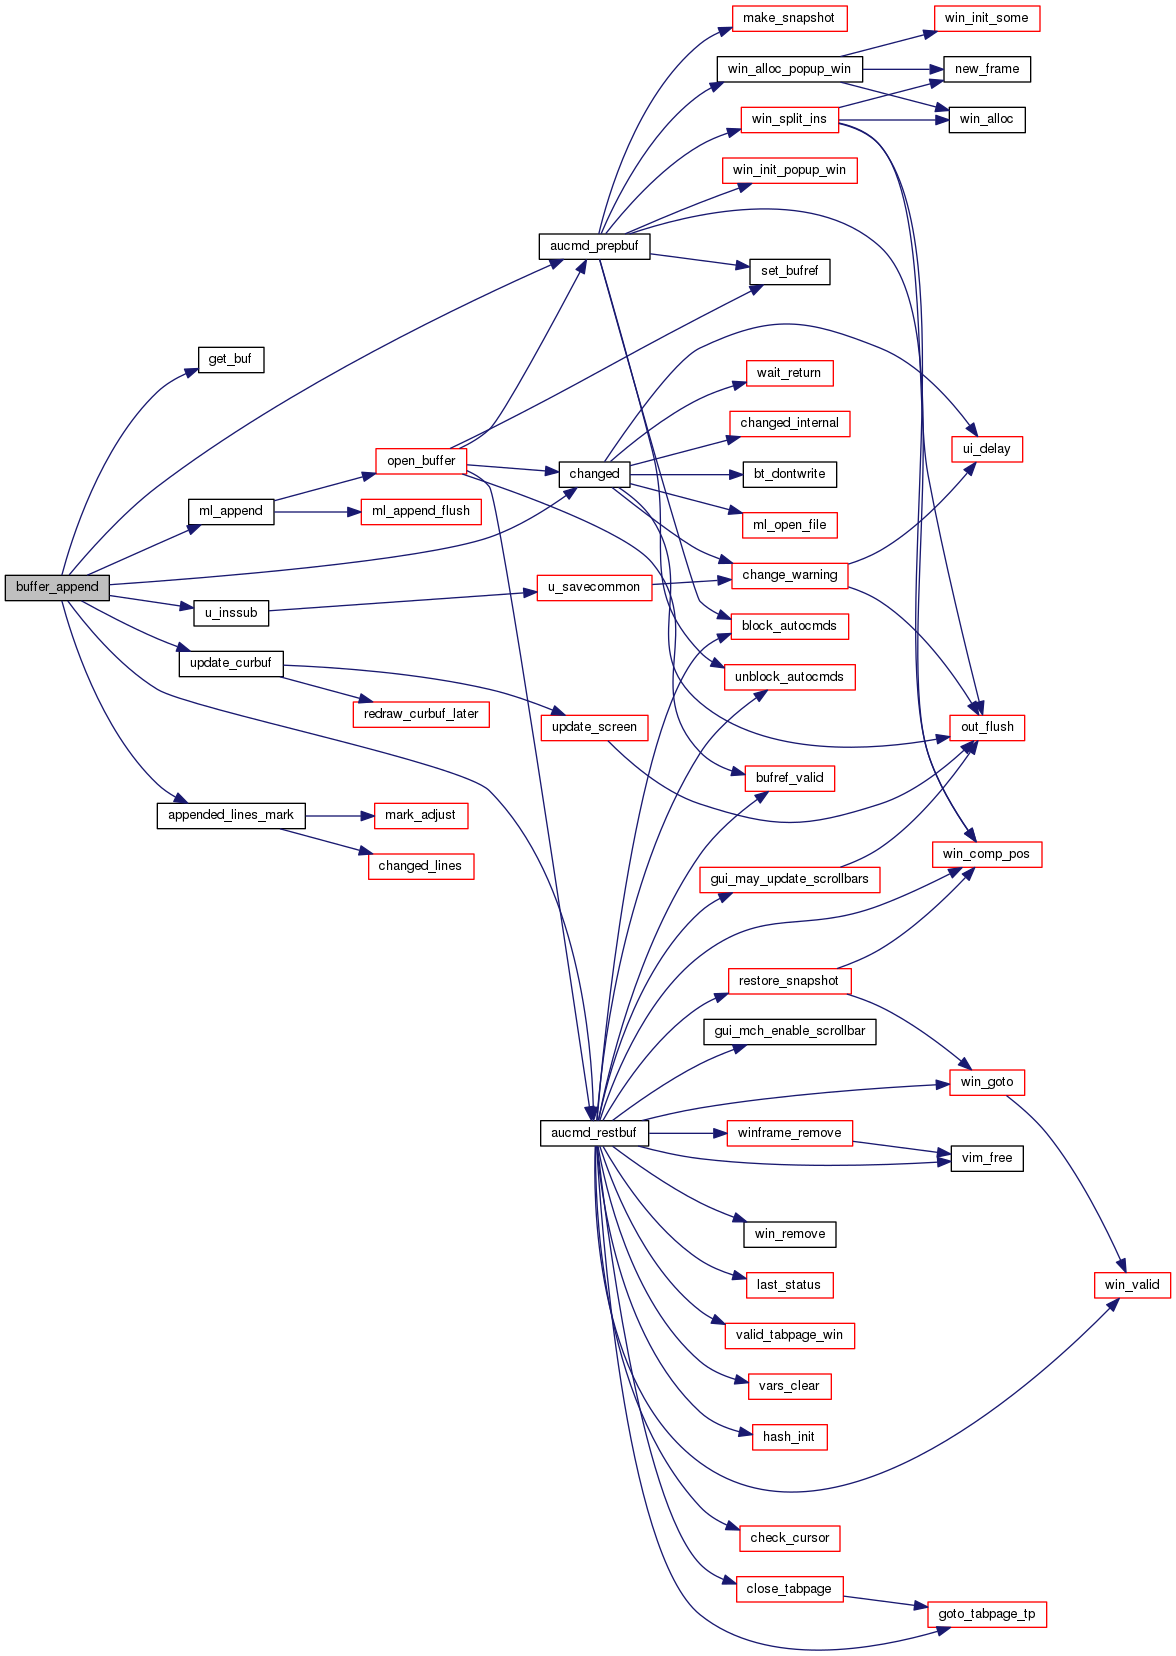 make_snapshot
win_init_some
win_alloc_popup_win
new_frame
win_split_ins
win_alloc
win_init_popup_win
aucmd_prepbuf
set_bufref
get_buf
wait_return
changed_internal
ui_delay
open_buffer
changed
bt_dontwrite
ml_append
ml_append_flush
ml_open_file
buffer_append
u_savecommon
change_warning
u_inssub
block_autocmds
update_curbuf
unblock_autocmds
redraw_curbuf_later
update_screen
out_flush
bufref_valid
appended_lines_mark
mark_adjust
changed_lines
win_comp_pos
gui_may_update_scrollbars
restore_snapshot
gui_mch_enable_scrollbar
win_goto
aucmd_restbuf
winframe_remove
vim_free
win_remove
last_status
win_valid
valid_tabpage_win
vars_clear
hash_init
check_cursor
close_tabpage
goto_tabpage_tp